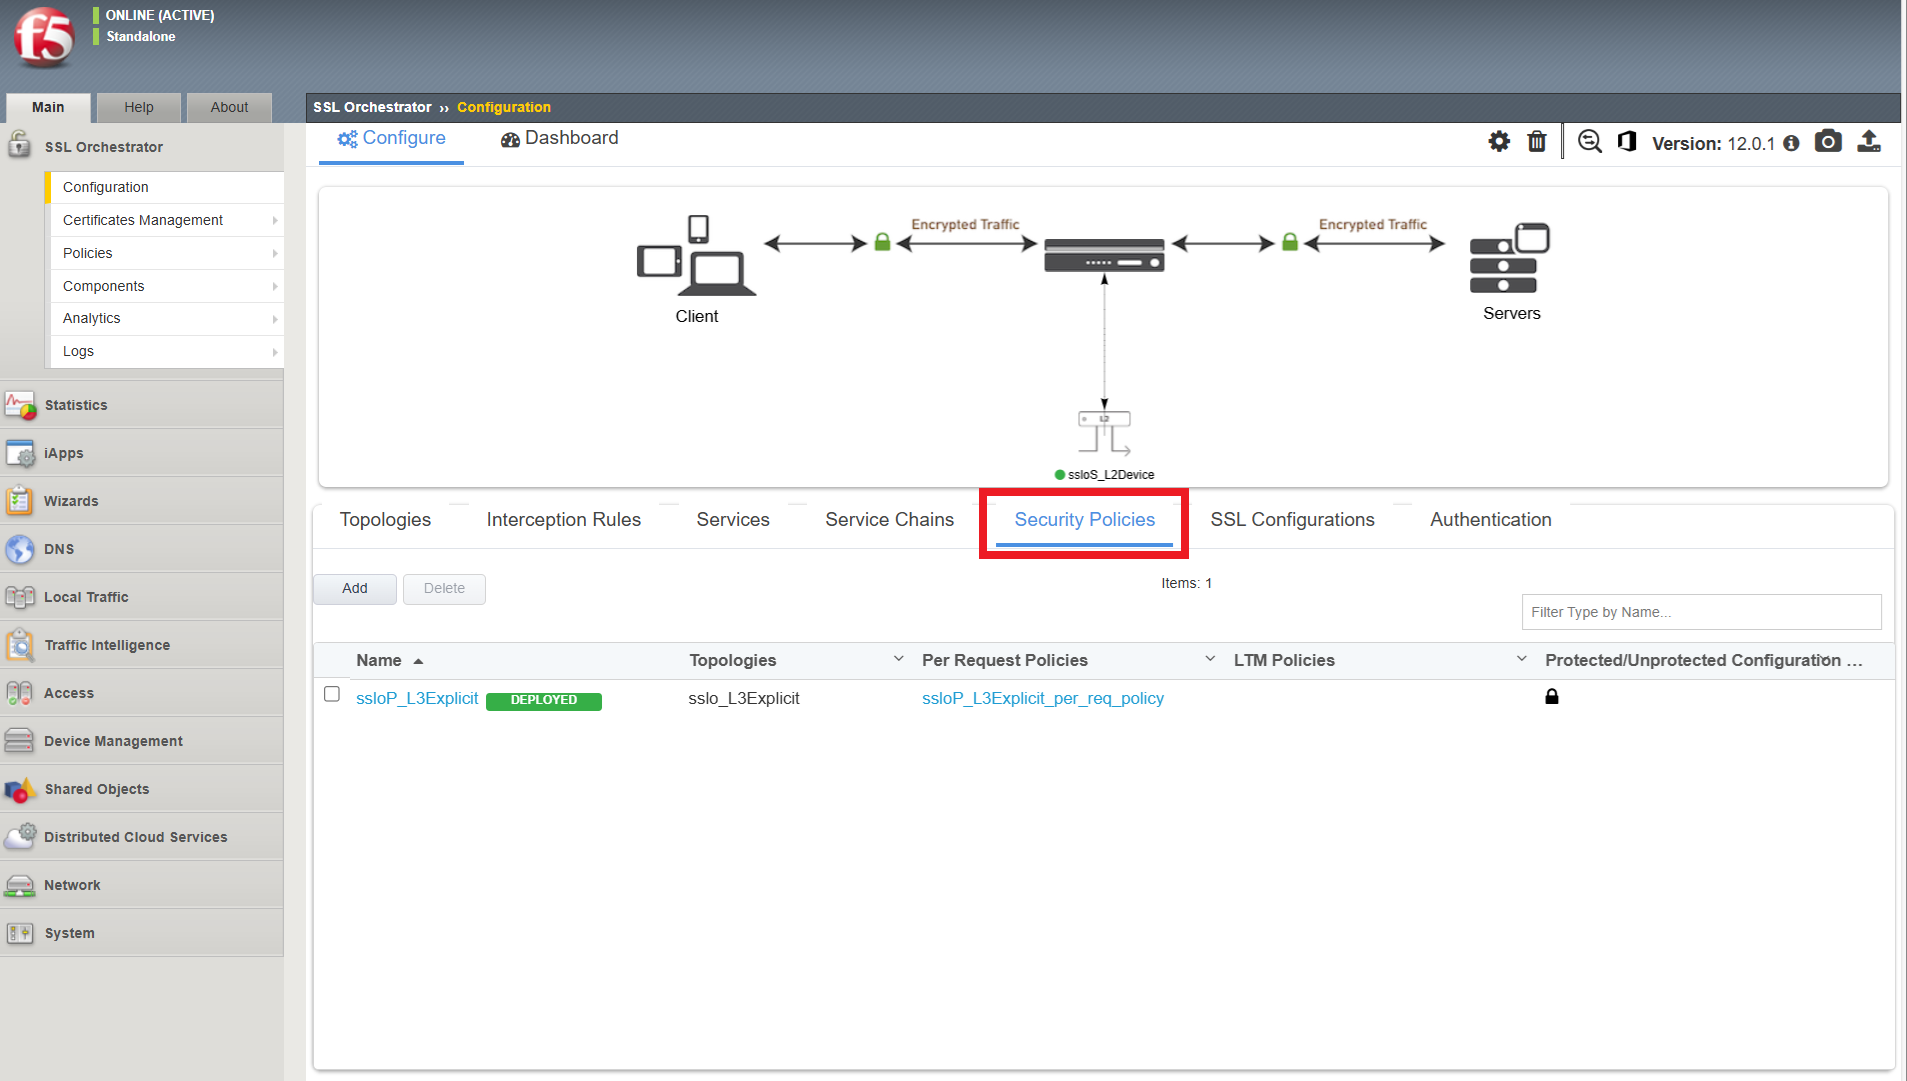 f5
ONLINE (ACTIVE)
Standalone
Main
Help
About
SSL Orchestrator ›› Configuration
SSL Orchestrator
Configuration
Certificates Management
Policies
Components
Analytics
Logs
Statistics
iApps
Wizards
DNS
Local Traffic
Traffic Intelligence
Access
Device Management
Shared Objects
Distributed Cloud Services
Network
System
Configure
Dashboard
Version: 12.0.1
Encrypted Traffic
Encrypted Traffic
Client
Servers
L2
ssloS_L2Device
Topologies
Interception Rules
Services
Service Chains
Security Policies
SSL Configurations
Authentication
Add
Delete
Items: 1
Filter Type by Name...
Name
Topologies
Per Request Policies
LTM Policies
Protected/Unprotected Configuration ...
ssloP_L3Explicit
DEPLOYED
sslo_L3Explicit
ssloP_L3Explicit_per_req_policy